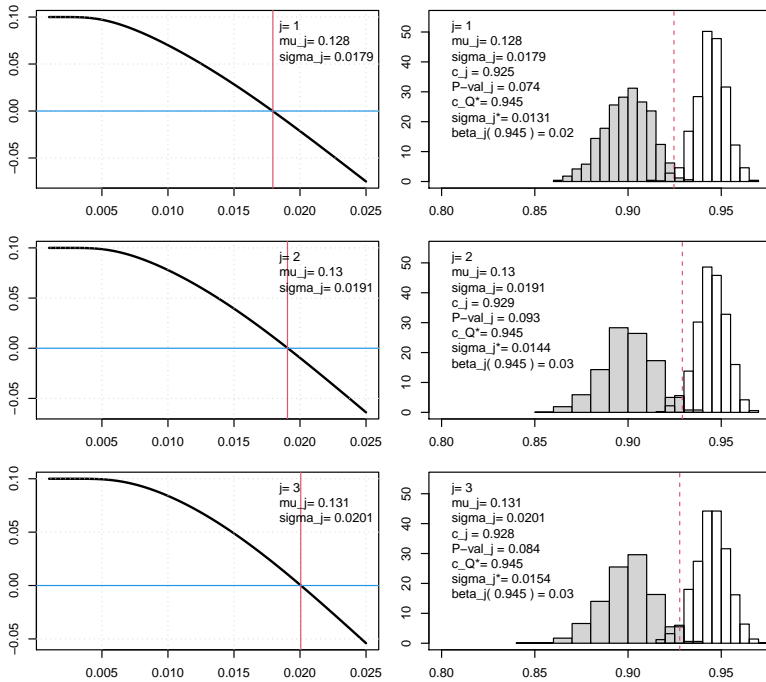 0.10
0.05
0.00
−0.05
j= 1
mu_j= 0.128
sigma_j= 0.0179
0.005 0.010 0.015 0.020 0.025
50
40
30
20
10
0
j= 1
mu_j= 0.128
sigma_j= 0.0179
c_j = 0.925
P−val_j = 0.074
c_Q*= 0.945
sigma_j*= 0.0131
beta_j( 0.945 ) = 0.02
0.80 0.85 0.90 0.95
0.10
0.05
0.00
−0.05
j= 2
mu_j= 0.13
sigma_j= 0.0191
0.005 0.010 0.015 0.020 0.025
50
40
30
20
10
0
j= 2
mu_j= 0.13
sigma_j= 0.0191
c_j = 0.929
P−val_j = 0.093
c_Q*= 0.945
sigma_j*= 0.0144
beta_j( 0.945 ) = 0.03
0.80 0.85 0.90 0.95
0.10
0.05
0.00
−0.05
j= 3
mu_j= 0.131
sigma_j= 0.0201
0.005 0.010 0.015 0.020 0.025
50
40
30
20
10
0
j= 3
mu_j= 0.131
sigma_j= 0.0201
c_j = 0.928
P−val_j = 0.084
c_Q*= 0.945
sigma_j*= 0.0154
beta_j( 0.945 ) = 0.03
0.80 0.85 0.90 0.95